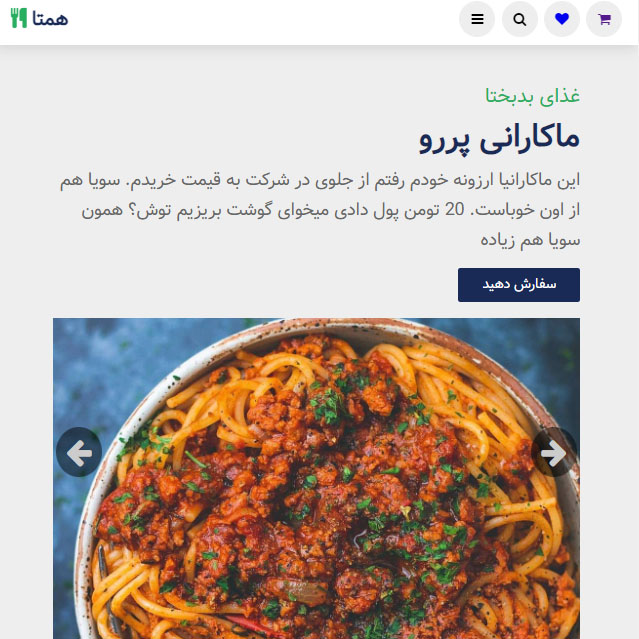 همتا
غذای بدبختا
ماکارانی پررو
این ماکارانیا ارزونه خودم رفتم از جلوی در شرکت به قیمت خریدم. سویا هم
از اون خوباست. 20 تومن پول دادی میخوای گوشت بریزیم توش؟ همون
سویا هم زیاده
سفارش دهید